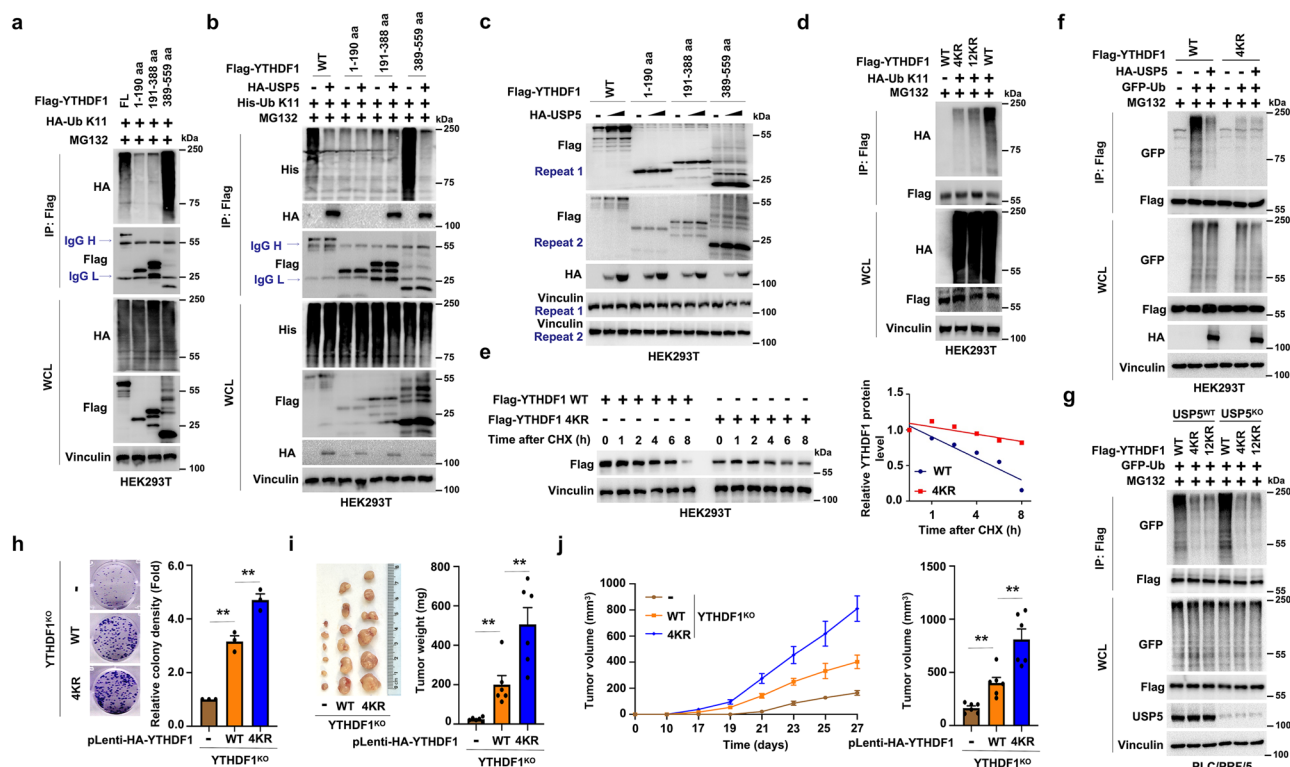 a
Flag-YTHDF1
FL
1-190 aa
191-388 aa
389-559 aa
HA-Ub K11 + + + +
MG132 + + + +
kDa
IP: Flag
HA
250
75
IgG H
55
Flag
IgG L
25
WCL
HA
250
55
Flag
55
25
Vinculin
100
HEK293T
b
WT
1-190 aa
191-388 aa
389-559 aa
Flag-YTHDF1
HA-USP5 - + - + - + - +
His-Ub K11 + + + + + + + +
MG132 + + + + + + + +
kDa
IP: Flag
His
250
75
HA
100
IgG H
55
Flag
IgG L
25
WCL
His
250
75
Flag
55
25
HA
100
Vinculin
100
HEK293T
c
Flag-YTHDF1
WT
1-190 aa
191-388 aa
389-559 aa
HA-USP5 - - - -
kDa
Flag
55
Repeat 1
25
Flag
55
Repeat 2
25
HA
100
Vinculin
Repeat 1
100
Vinculin
Repeat 2
100
HEK293T
d
Flag-YTHDF1
WT
4KR
12KR
WT
HA-Ub K11 - + + +
MG132 + + + +
kDa
IP: Flag
HA
250
55
Flag
55
WCL
HA
250
55
Flag
55
Vinculin
100
HEK293T
e
Flag-YTHDF1 WT + + + + + + - - - - - -
Flag-YTHDF1 4KR - - - - - - + + + + + +
Time after CHX (h) 0 1 2 4 6 8 0 1 2 4 6 8
kDa
Flag
55
Vinculin
100
HEK293T
Relative YTHDF1 protein
level
1.5
1.0
0.5
0.0
WT
4KR
1 4 8
Time after CHX (h)
f
Flag-YTHDF1
WT
4KR
HA-USP5 - - + - - +
GFP-Ub - + + - + +
MG132 + + + + + +
kDa
IP: Flag
GFP
250
55
Flag
55
WCL
GFP
250
55
Flag
55
HA
100
Vinculin
100
HEK293T
g
USP5WT
USP5KO
Flag-YTHDF1
WT
4KR
12KR
WT
4KR
12KR
GFP-Ub + + + + + +
MG132 + + + + + +
kDa
IP: Flag
GFP
250
55
Flag
55
WCL
GFP
250
55
Flag
55
USP5
100
Vinculin
100
PLC/PRF/5
h
YTHDF1KO
-
WT
4KR
Relative colony density (Fold)
6.0
4.0
2.0
0.0
**
**
- WT 4KR
pLenti-HA-YTHDF1
YTHDF1KO
i
- WT 4KR
YTHDF1KO
Tumor weight (mg)
1000
500
0
**
**
- WT 4KR
pLenti-HA-YTHDF1
YTHDF1KO
j
Tumor volume (mm3)
1000
800
600
400
200
0
-
WT
4KR
YTHDF1KO
0 10 17 19 21 23 25 27
Time (days)
Tumor volume (mm3)
1500
1000
500
0
**
**
- WT 4KR
pLenti-HA-YTHDF1
YTHDF1KO